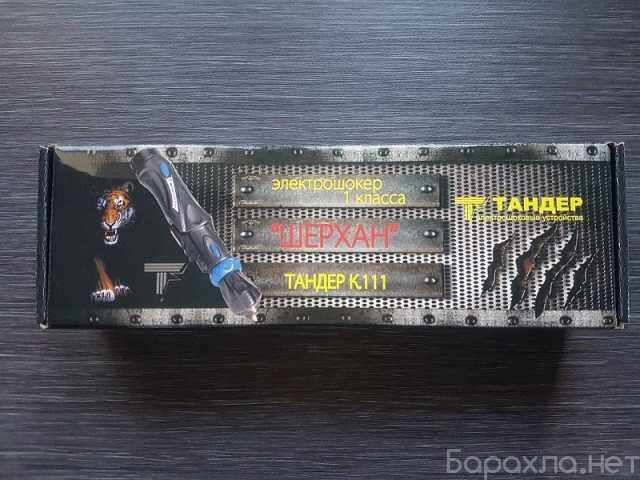 электрошокер
1 класса
"ШЕРХАН"
ТАНДЕР К.111
ТАНДЕР
электрошоковые устройства
Барахла.нет